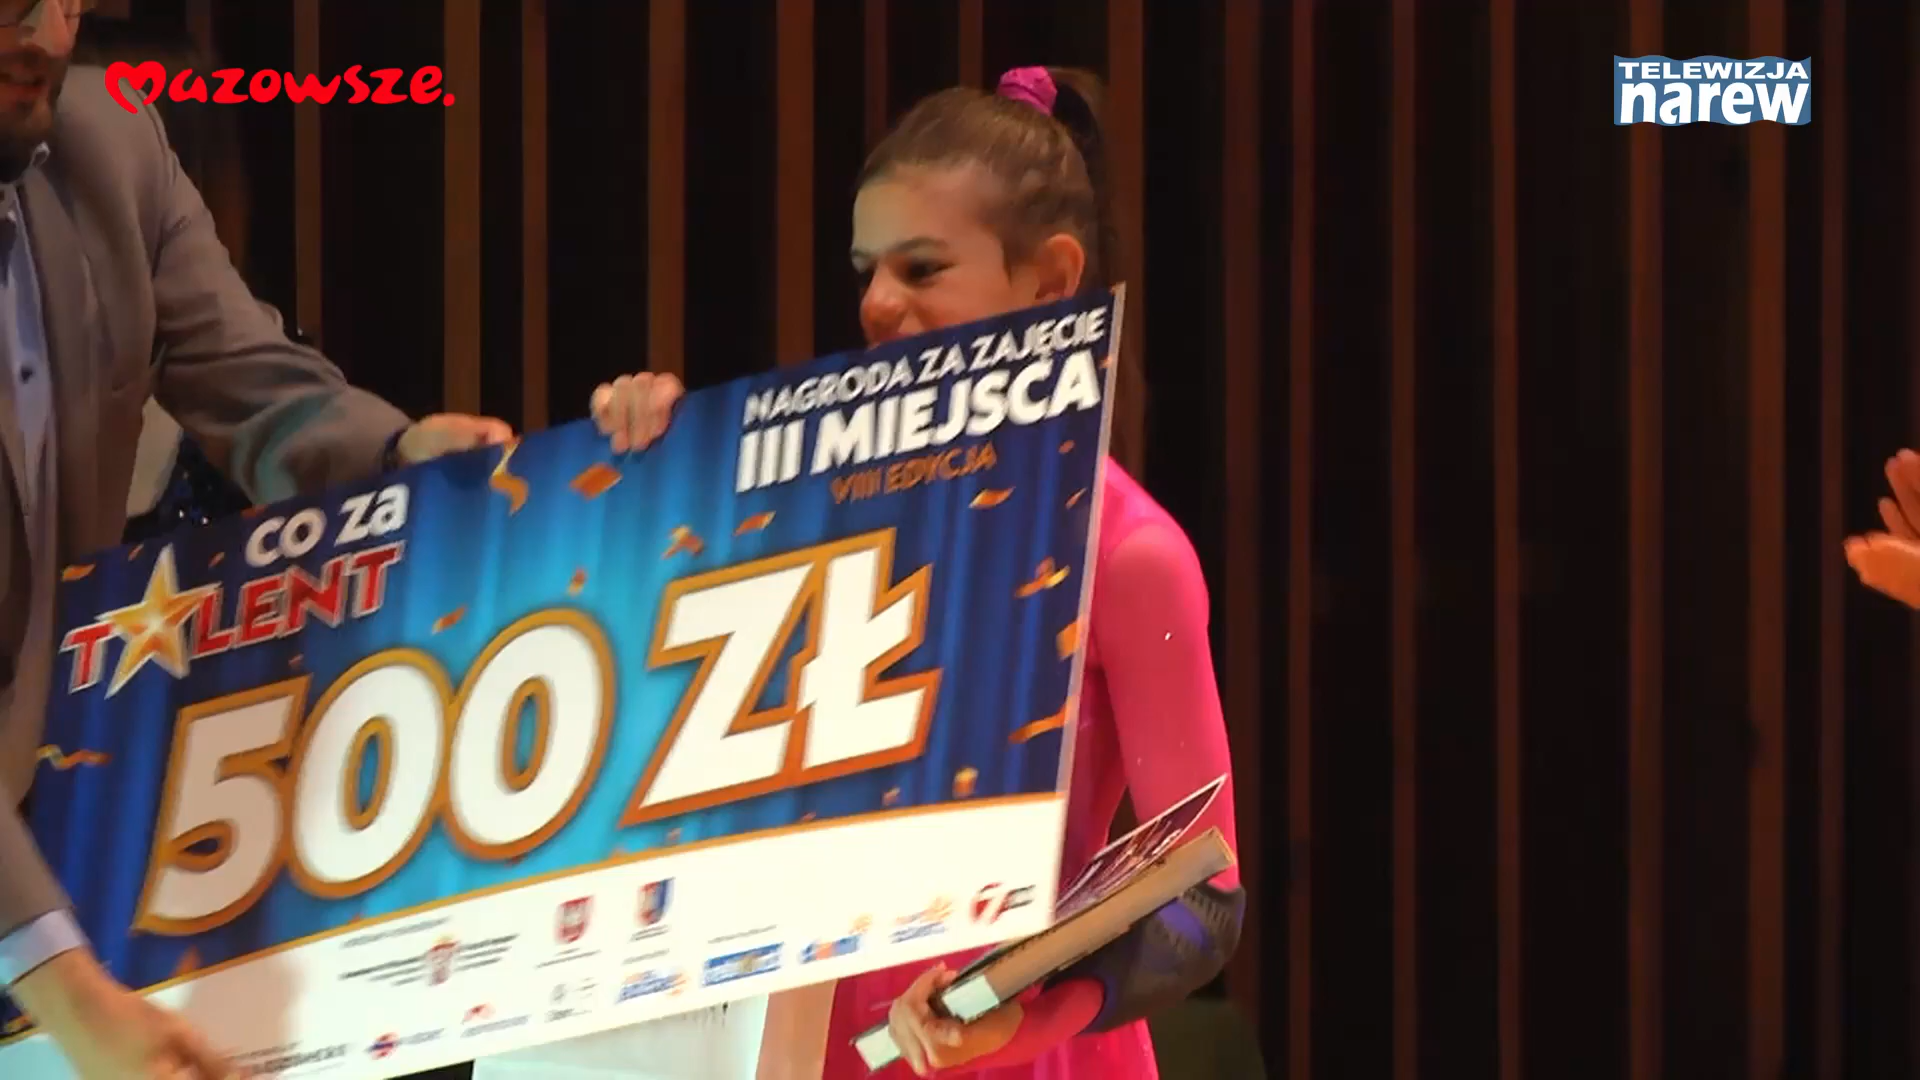 mazowsze.
TELEWIZJA
narew
NAGRODA ZA ZAJĘCIE
III MIEJSCA
VIII EDYCJA
co za
TALENT
500 ZŁ